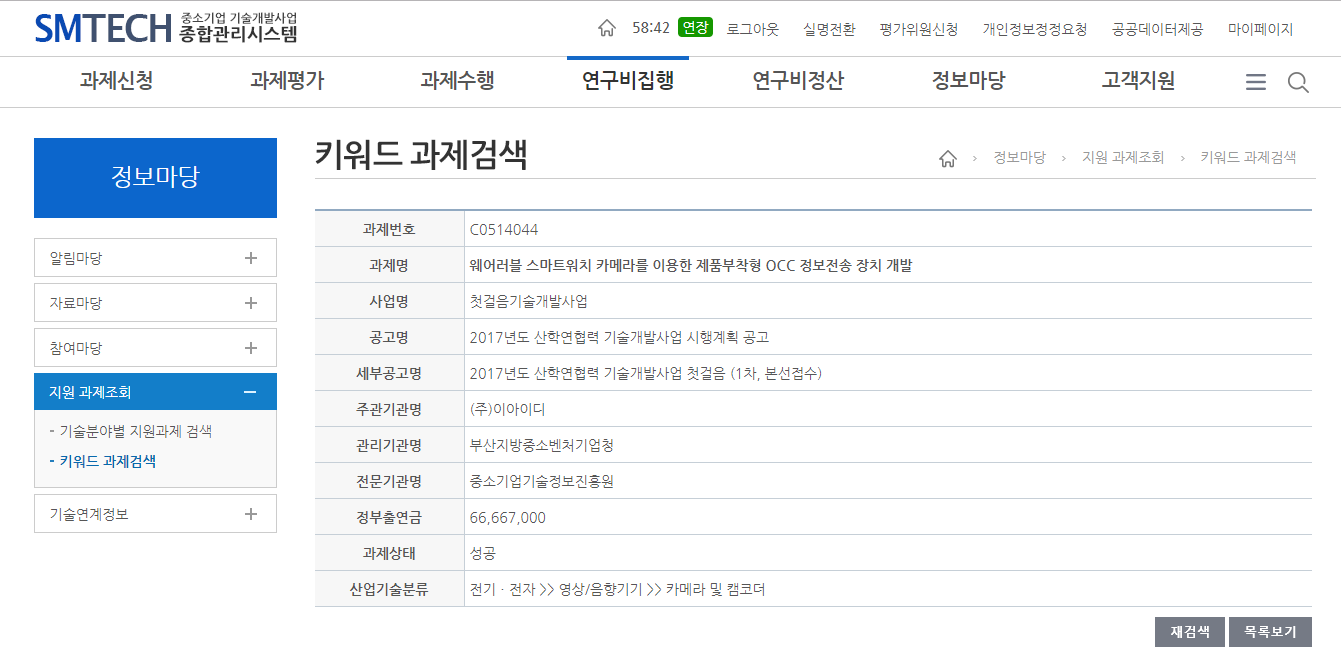 SMTECH 중소기업 기술개발사업 종합관리시스템
58:42 연장 로그아웃 실명전환 평가위원신청 개인정보정정요청 공공데이터제공 마이페이지
과제신청 과제평가 과제수행 연구비집행 연구비정산 정보마당 고객지원
정보마당
알림마당 +
자료마당 +
참여마당 +
지원 과제조회 −
- 기술분야별 지원과제 검색
- 키워드 과제검색
기술연계정보 +
키워드 과제검색
› 정보마당 › 지원 과제조회 › 키워드 과제검색
과제번호 C0514044
과제명 웨어러블 스마트워치 카메라를 이용한 제품부착형 OCC 정보전송 장치 개발
사업명 첫걸음기술개발사업
공고명 2017년도 산학연협력 기술개발사업 시행계획 공고
세부공고명 2017년도 산학연협력 기술개발사업 첫걸음 (1차, 본선접수)
주관기관명 (주)이아이디
관리기관명 부산지방중소벤처기업청
전문기관명 중소기업기술정보진흥원
정부출연금 66,667,000
과제상태 성공
산업기술분류 전기ㆍ전자 >> 영상/음향기기 >> 카메라 및 캠코더
재검색 목록보기